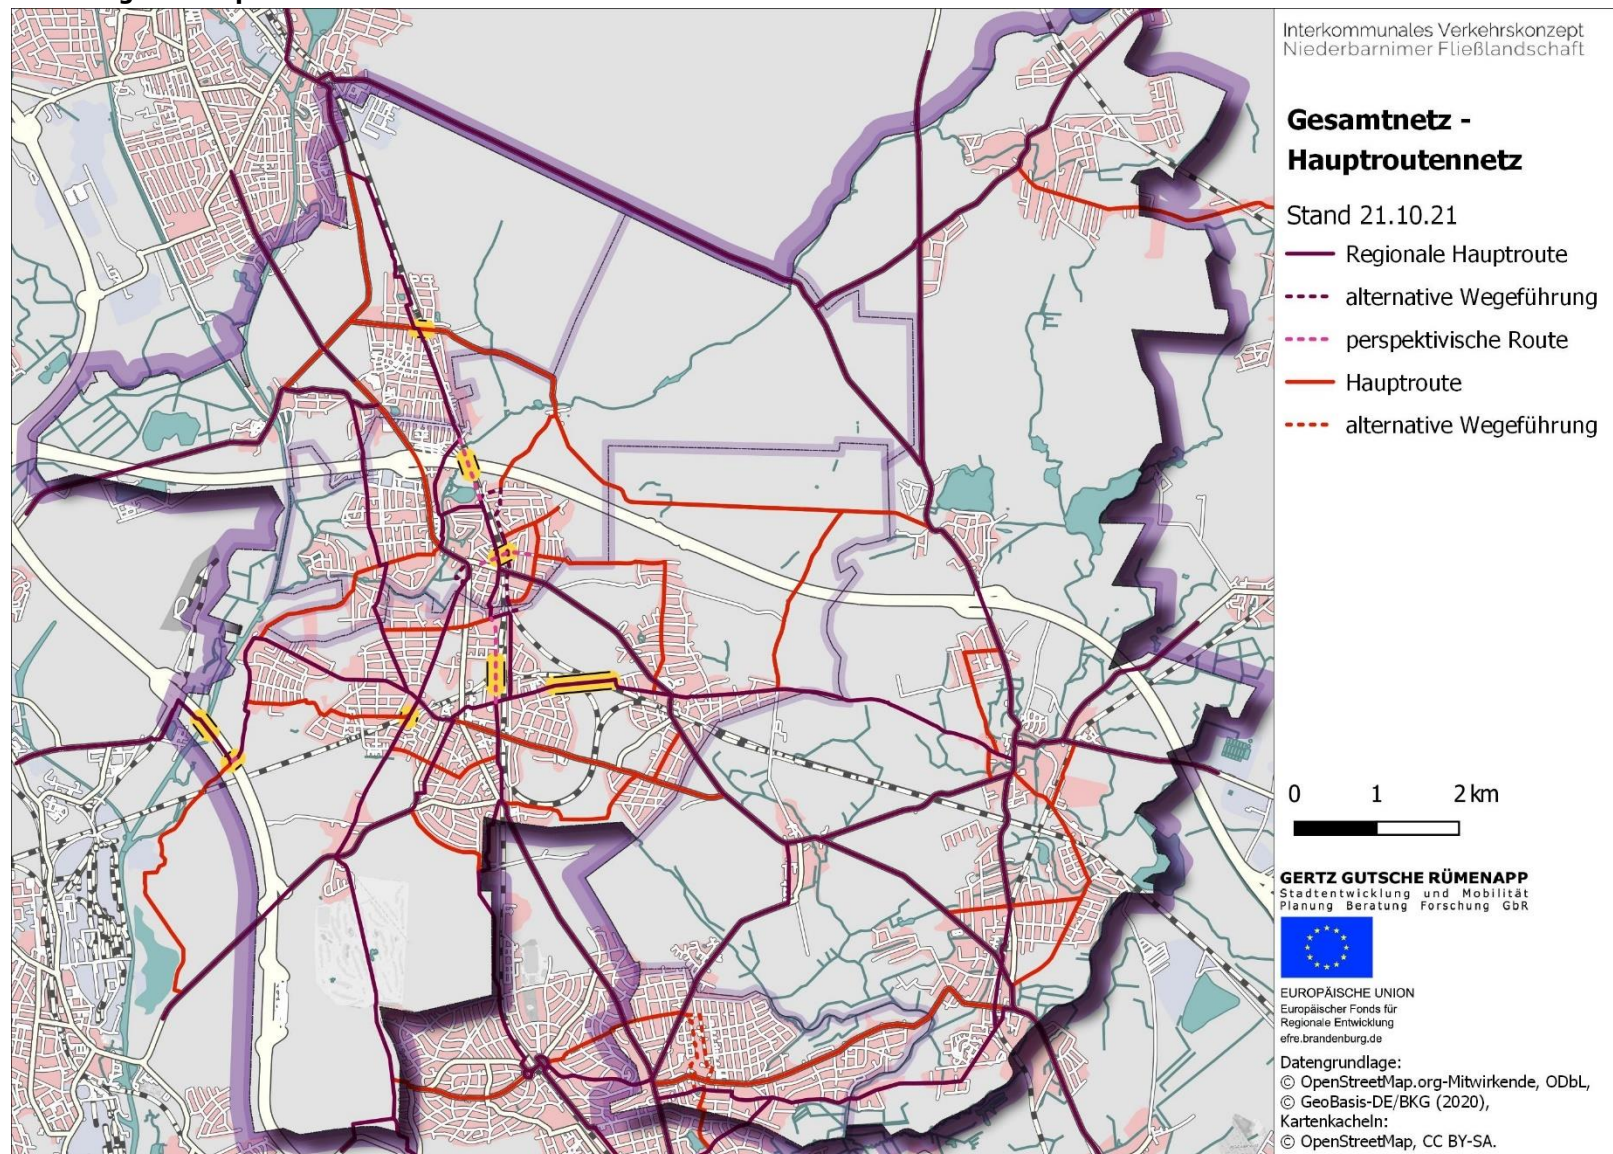 Interkommunales Verkehrskonzept
Niederbarnimer Fließlandschaft
Gesamtnetz -
Hauptroutennetz
Stand 21.10.21
Regionale Hauptroute
alternative Wegeführung
perspektivische Route
Hauptroute
alternative Wegeführung
0 1 2 km
GERTZ GUTSCHE RÜMENAPP
Stadtentwicklung und Mobilität
Planung Beratung Forschung GbR
EUROPÄISCHE UNION
Europäischer Fonds für
Regionale Entwicklung
efre.brandenburg.de
Datengrundlage:
© OpenStreetMap.org-Mitwirkende, ODbL,
© GeoBasis-DE/BKG (2020),
Kartenkacheln:
© OpenStreetMap, CC BY-SA.